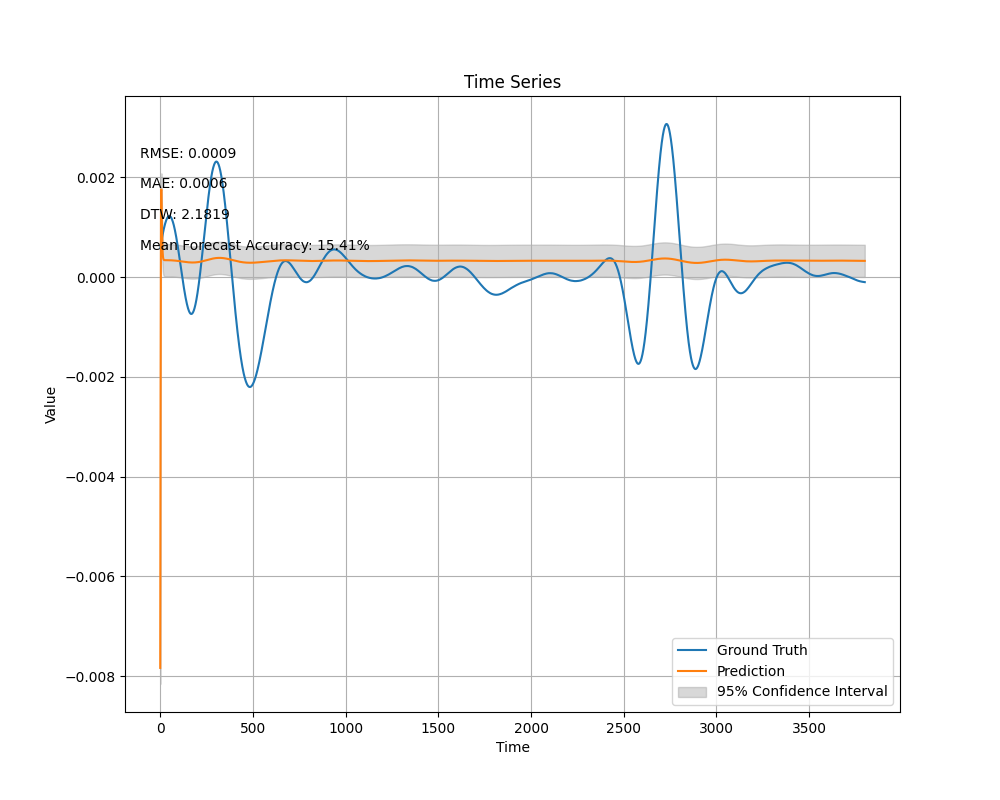 Time Series
RMSE: 0.0009
MAE: 0.0006
DTW: 2.1819
Mean Forecast Accuracy: 15.41%
0.002
0.000
−0.002
−0.004
−0.006
−0.008
Value
0 500 1000 1500 2000 2500 3000 3500
Time
Ground Truth
Prediction
95% Confidence Interval